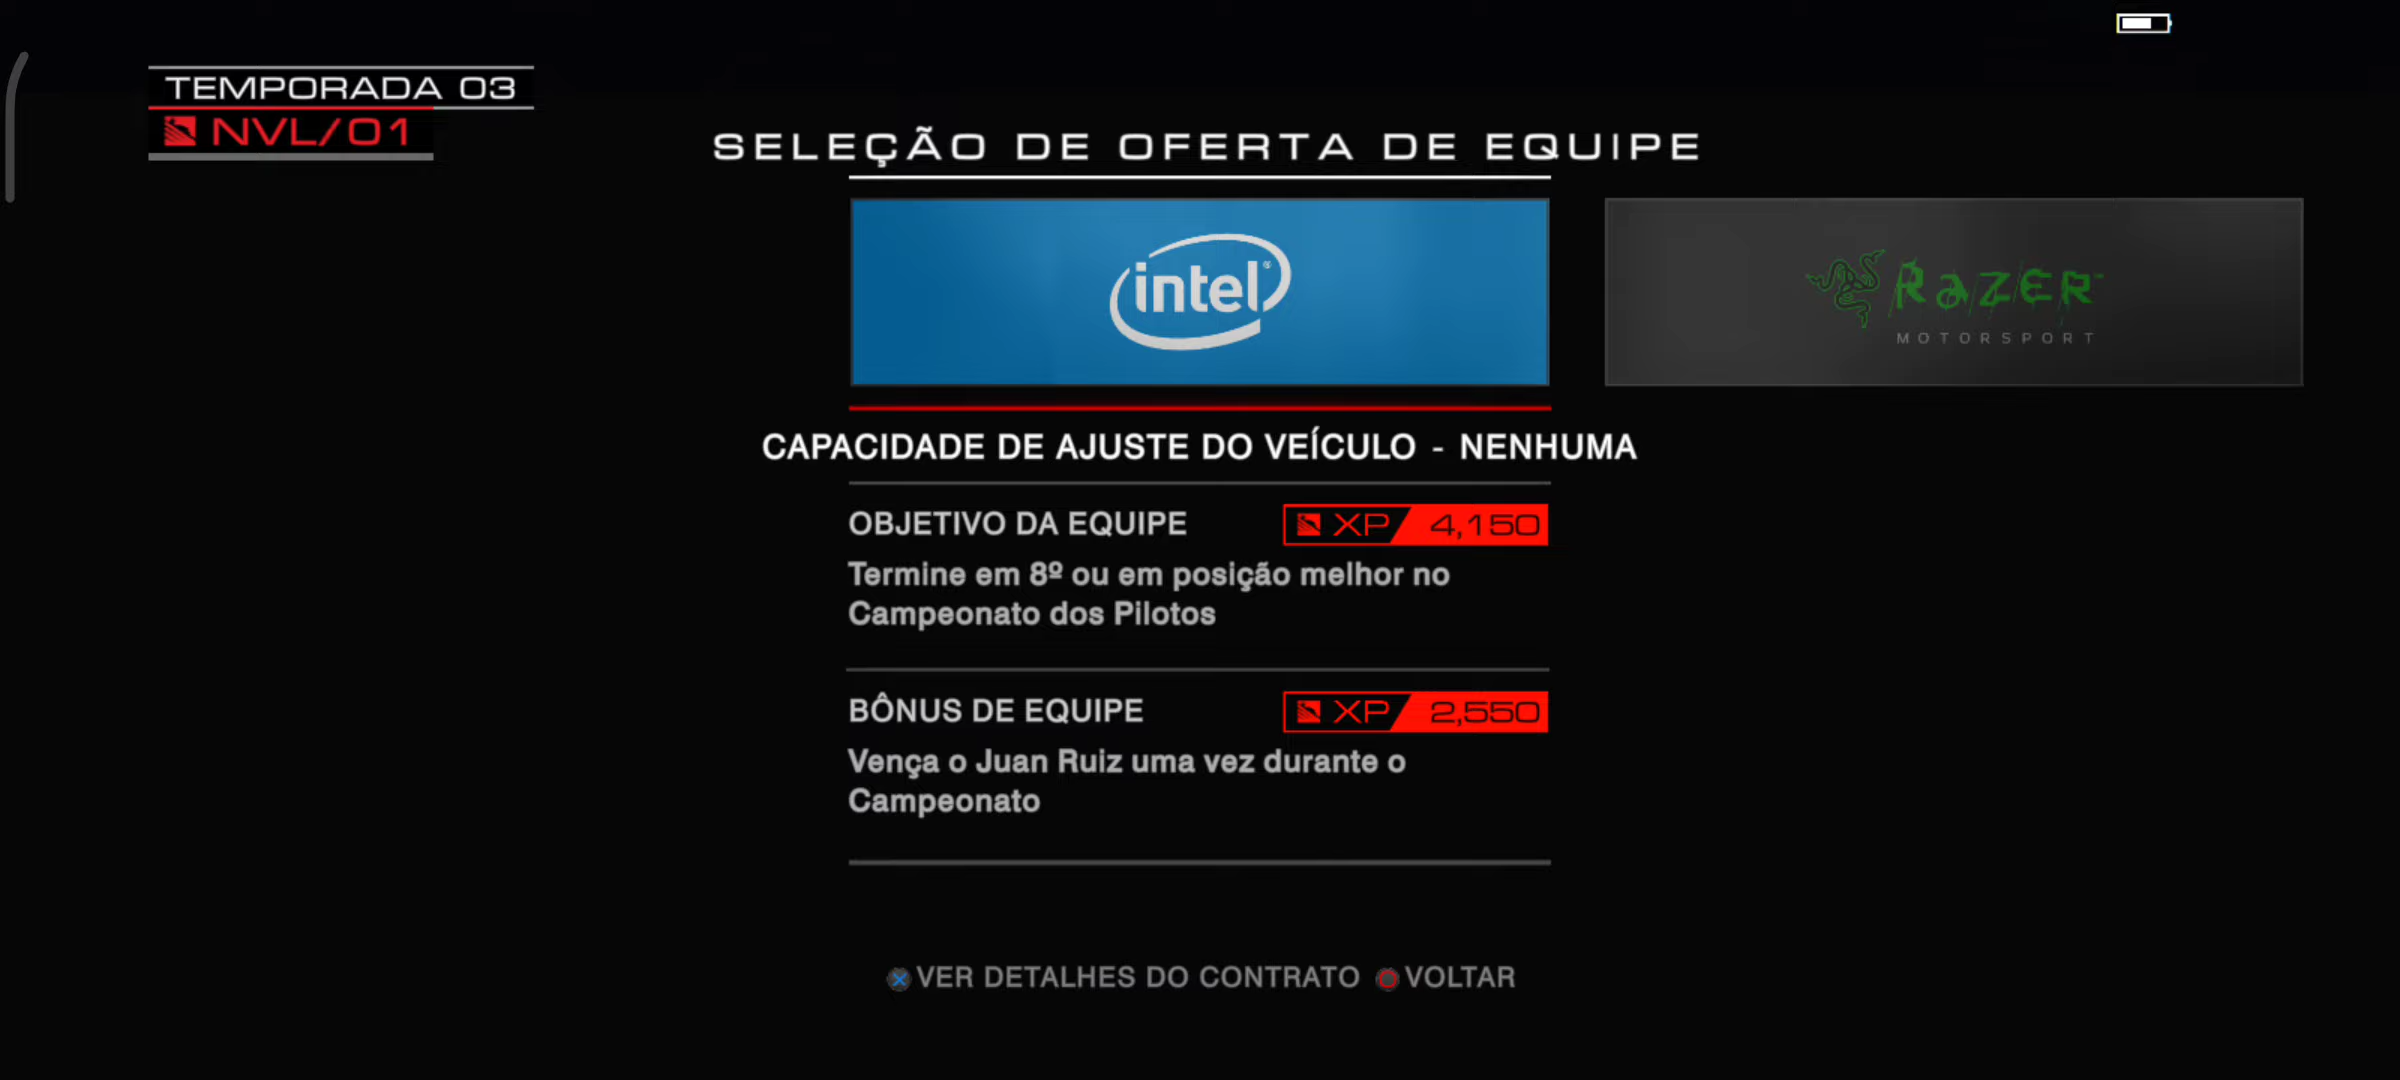 TEMPORADA 03
NVL/01
SELEÇÃO DE OFERTA DE EQUIPE
intel®
RAZER™
MOTORSPORT
CAPACIDADE DE AJUSTE DO VEÍCULO - NENHUMA
OBJETIVO DA EQUIPE XP 4,150
Termine em 8º ou em posição melhor no
Campeonato dos Pilotos
BÔNUS DE EQUIPE XP 2,550
Vença o Juan Ruiz uma vez durante o
Campeonato
VER DETALHES DO CONTRATO VOLTAR